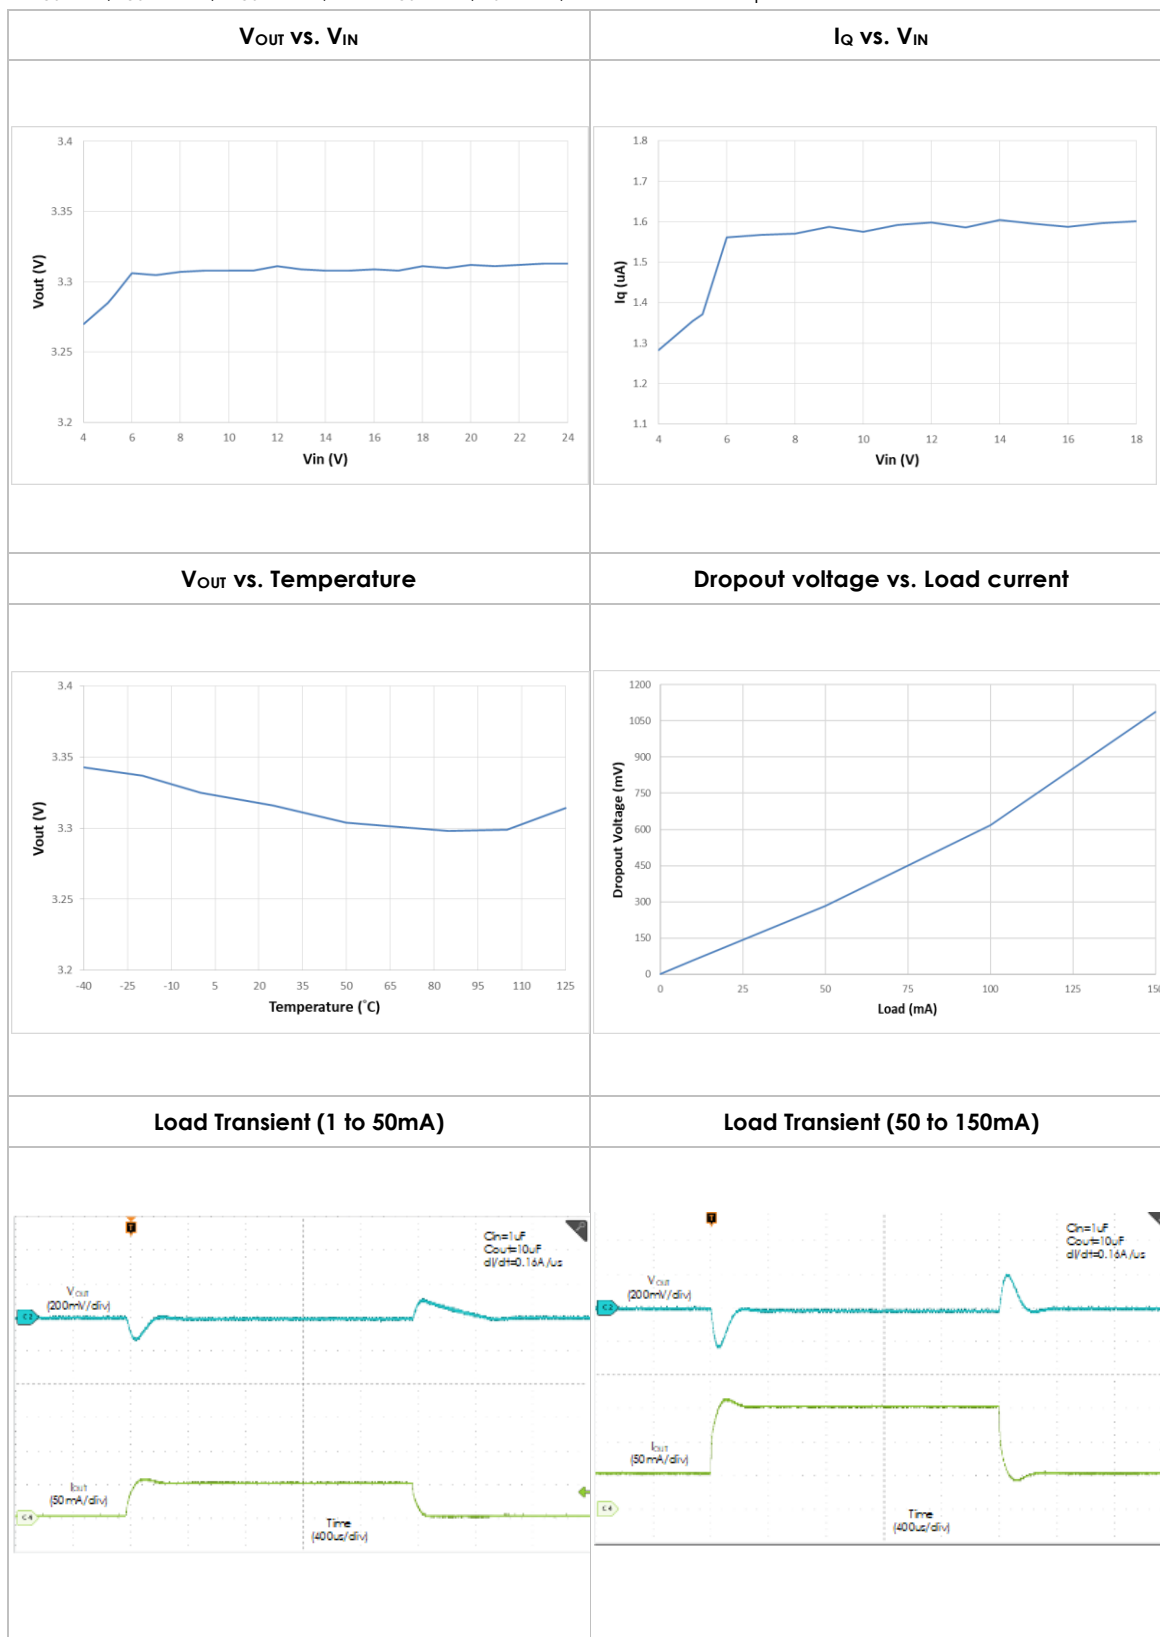 VOUT vs. VIN
IQ vs. VIN
3.4
3.35
3.3
3.25
3.2
Vout (V)
4 6 8 10 12 14 16 18 20 22 24
Vin (V)
1.8
1.7
1.6
1.5
1.4
1.3
1.2
1.1
Iq (uA)
4 6 8 10 12 14 16 18
Vin (V)
VOUT vs. Temperature
Dropout voltage vs. Load current
3.4
3.35
3.3
3.25
3.2
Vout (V)
-40 -25 -10 5 20 35 50 65 80 95 110 125
Temperature (°C)
1200
1050
900
750
600
450
300
150
0
Dropout Voltage (mV)
0 25 50 75 100 125 150
Load (mA)
Load Transient (1 to 50mA)
Load Transient (50 to 150mA)
T
Cin=1uF
Cout=10uF
dI/dt=0.16A/us
VOUT
(200mV/div)
C2
IOUT
(50mA/div)
C4
Time
(400us/div)
T
Cin=1uF
Cout=10uF
dI/dt=0.16A/us
VOUT
(200mV/div)
C2
IOUT
(50mA/div)
C4
Time
(400us/div)